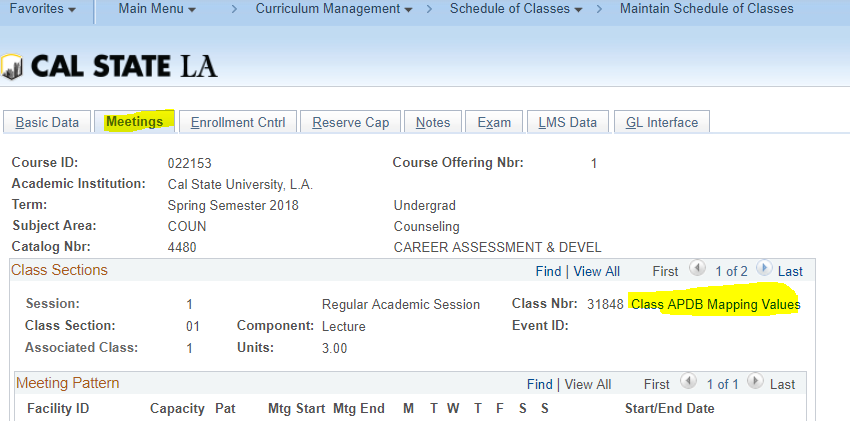 Favorites Main Menu > Curriculum Management > Schedule of Classes > Maintain Schedule of Classes
CAL STATE LA
Basic Data Meetings Enrollment Cntrl Reserve Cap Notes Exam LMS Data GL Interface
Course ID: 022153 Course Offering Nbr: 1
Academic Institution: Cal State University, L.A.
Term: Spring Semester 2018 Undergrad
Subject Area: COUN Counseling
Catalog Nbr: 4480 CAREER ASSESSMENT & DEVEL
Class Sections Find | View All First 1 of 2 Last
Session: 1 Regular Academic Session Class Nbr: 31848 Class APDB Mapping Values
Class Section: 01 Component: Lecture Event ID:
Associated Class: 1 Units: 3.00
Meeting Pattern Find | View All First 1 of 1 Last
Facility ID Capacity Pat Mtg Start Mtg End M T W T F S S Start/End Date